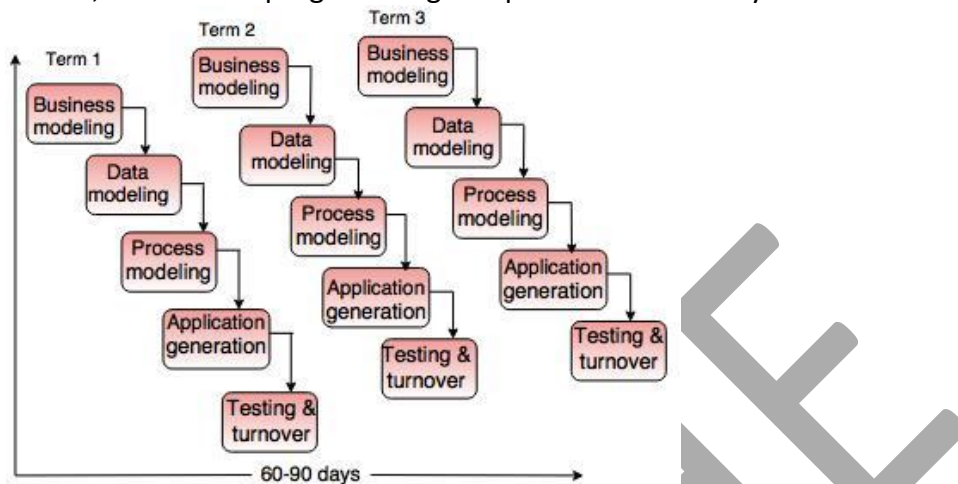 Term 1
Business
modeling
Data
modeling
Process
modeling
Application
generation
Testing &
turnover
Term 2
Business
modeling
Data
modeling
Process
modeling
Application
generation
Testing &
turnover
Term 3
Business
modeling
Data
modeling
Process
modeling
Application
generation
Testing &
turnover
60-90 days